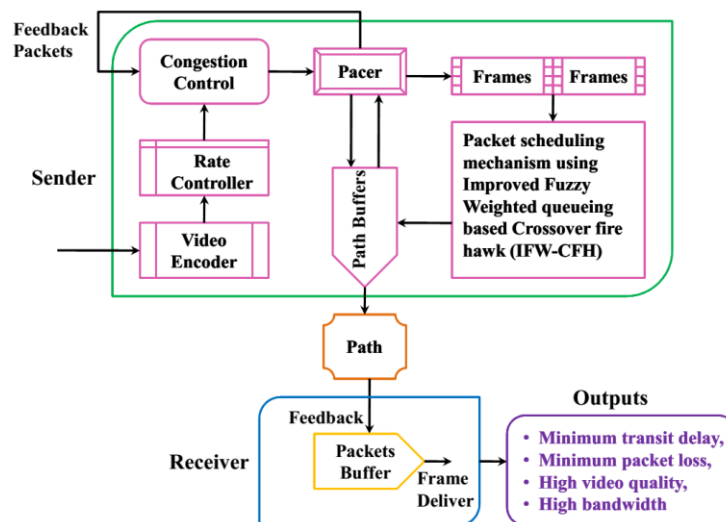 Feedback
Packets
Congestion
Control
Pacer
Frames
Frames
Sender
Rate
Controller
Video
Encoder
Path Buffers
Packet scheduling
mechanism using
Improved Fuzzy
Weighted queueing
based Crossover fire
hawk (IFW-CFH)
Path
Receiver
Feedback
Packets
Buffer
Frame
Deliver
Outputs
• Minimum transit delay,
• Minimum packet loss,
• High video quality,
• High bandwidth